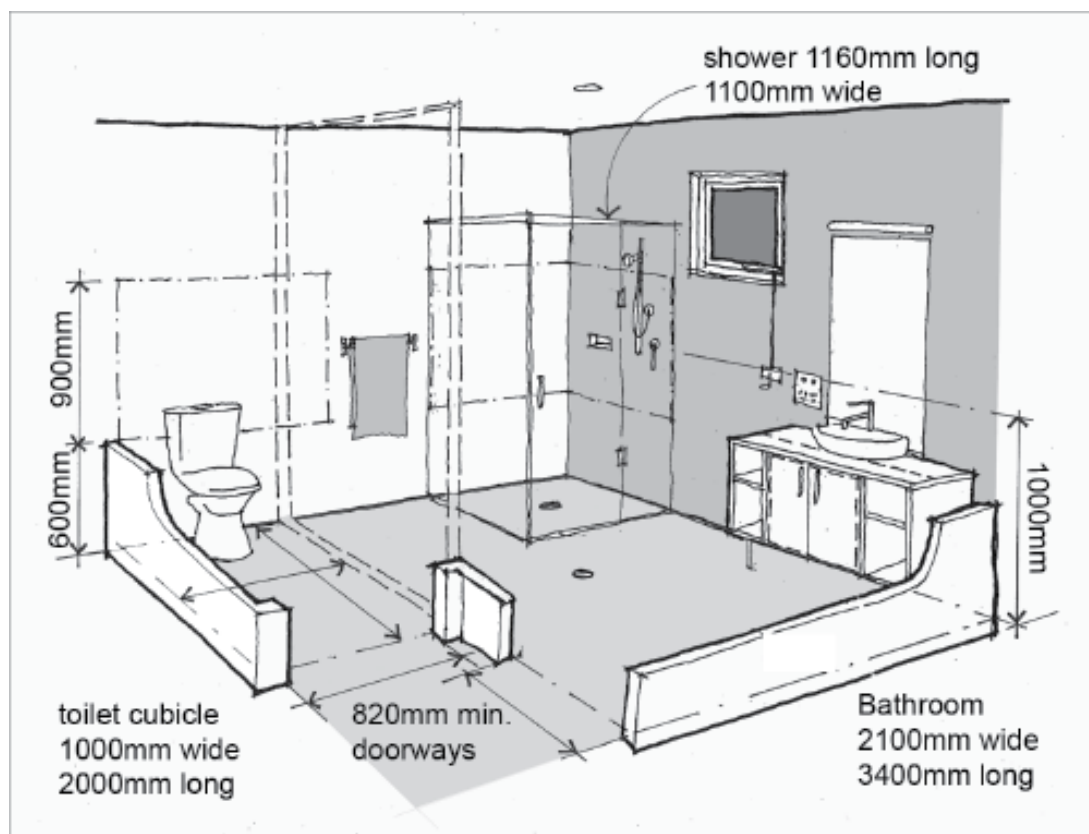 shower 1160mm long
1100mm wide
900mm
600mm
1000mm
toilet cubicle
1000mm wide
2000mm long
820mm min.
doorways
Bathroom
2100mm wide
3400mm long